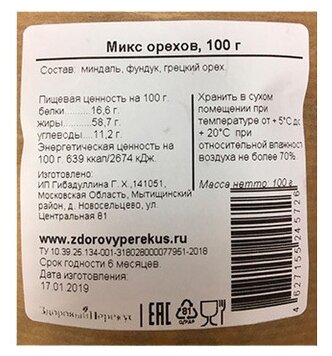 Микс орехов, 100 г
Состав: миндаль, фундук, грецкий орех.
Пищевая ценность на 100 г.
белки.............16,6 г
жиры.............58,7 г.
углеводы.......11,2 г.
Энергетическая ценность
на 100 г. 639 ккал/2674 кДж.
Хранить в сухом
помещении при
температуре от + 5°С до
+ 20°С при
относительной влажности
воздуха не более 70%.
Масса нетто: 100 г.
Изготовлено:
ИП Гибадуллина Г. Х.,141051,
Московская Область, Мытищинский
район, д. Новосельцево, ул.
Центральная 81
www.zdorovyperekus.ru
ТУ 10.39.25.134-001-318028000077951-2018
Срок годности 6 месяцев.
Дата изготовления:
17.01.2019
Здоровый Перекус
EAC
81
4627155245726